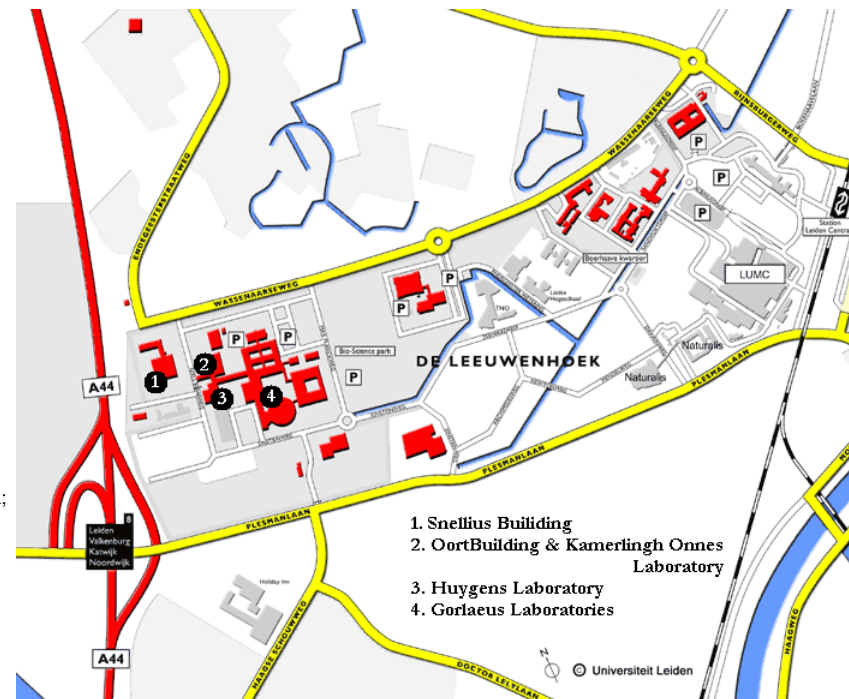 WASSENAARSEWEG
RIJNSBURGERWEG
ENDEGEESTERSTRAATWEG
WASSENAARSEWEG
P
P
P
Station
Leiden Centra
Boerhaave kwartier
LUMC
P
P
Leidse
Hogeschool
TNO
P
P
Bio-Science park
DE LEEUWENHOEK
Naturalis
Naturalis
PLESMANLAAN
P
A44
1
2
3
4
PLESMANLAAN
PLESMANLAAN
;
8
Leiden
Valkenburg
Katwijk
Noordwijk
1. Snellius Builiding
2. OortBuilding & Kamerlingh Onnes
Laboratory
3. Huygens Laboratory
4. Gorlaeus Laboratories
Holiday Inn
HAAGSE SCHOUWWEG
HAAGWEG
A44
DOCTOR LELYLAAN
N
Z
© Universiteit Leiden